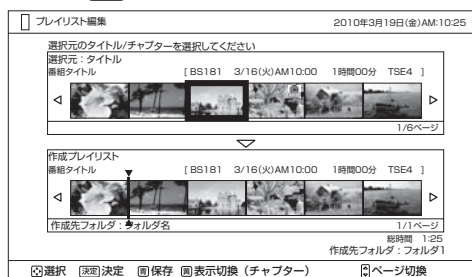 プレイリスト編集 2010年3月19日(金)AM:10:25
選択元のタイトル/チャプターを選択してください
選択元：タイトル
番組タイトル [ BS181 3/16(火)AM10:00 1時間00分 TSE4 ]
1/6ページ
作成プレイリスト
番組タイトル [ BS181 3/16(火)AM10:00 1時間00分 TSE4 ]
作成先フォルダ：フォルダ名 1/1ページ
総時間 1:25
作成先フォルダ：フォルダ1
選択 決定 決定 保存 表示切換（チャプター） ページ切換